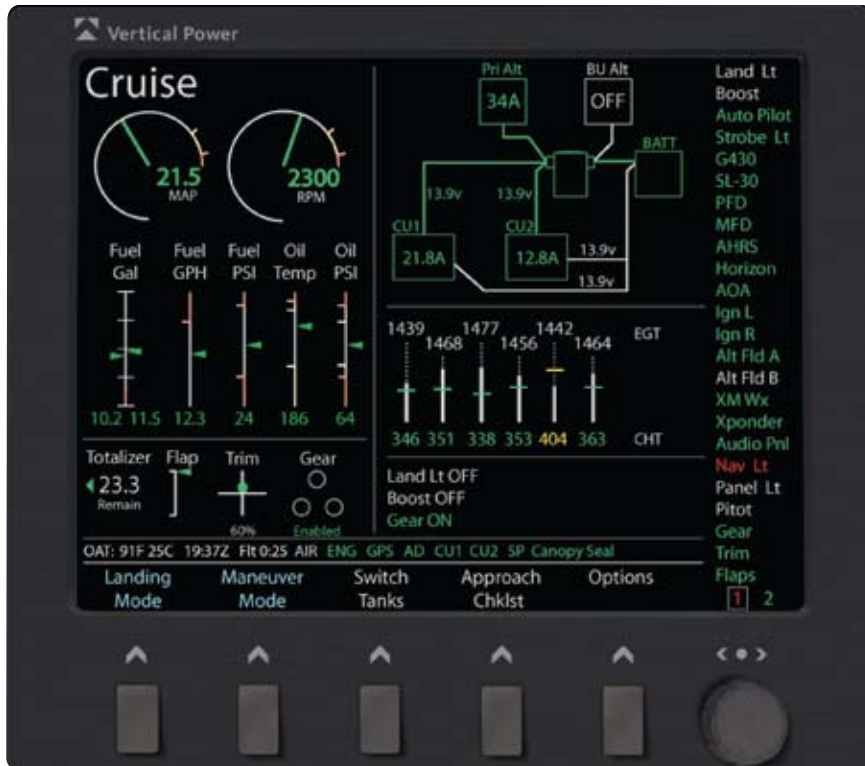 Vertical Power
Cruise
21.5
MAP
2300
RPM
Fuel Gal
Fuel GPH
Fuel PSI
Oil Temp
Oil PSI
10.2 11.5 12.3 24 186 64
Totalizer Flap Trim Gear
23.3
Remain
60%
Enabled
Pri Alt
34A
BU Alt
OFF
BATT
13.9v 13.9v
CU1
21.8A
CU2
12.8A
13.9v
13.9v
1439 1468 1477 1456 1442 1464 EGT
346 351 338 353 404 363 CHT
Land Lt OFF
Boost OFF
Gear ON
Land Lt
Boost
Auto Pilot
Strobe Lt
G430
SL-30
PFD
MFD
AHRS
Horizon
AOA
Ign L
Ign R
Alt Fld A
Alt Fld B
XM Wx
Xponder
Audio Pnl
Nav Lt
Panel Lt
Pitot
Gear
Trim
Flaps
1 2
OAT: 91F 25C 19:37Z Flt 0:25 AIR ENG GPS AD CU1 CU2 SP Canopy Seal
Landing Mode
Maneuver Mode
Switch Tanks
Approach Chklst
Options